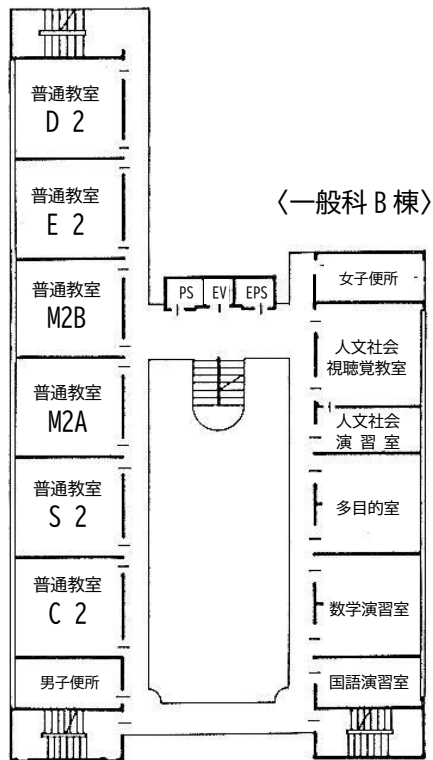 普通教室
D 2
普通教室
E 2
〈一般科 B 棟〉
普通教室
M2B
PS
EV
EPS
女子便所
人文社会
視聴覚教室
普通教室
M2A
人文社会
演 習 室
普通教室
S 2
多目的室
普通教室
C 2
数学演習室
男子便所
国語演習室